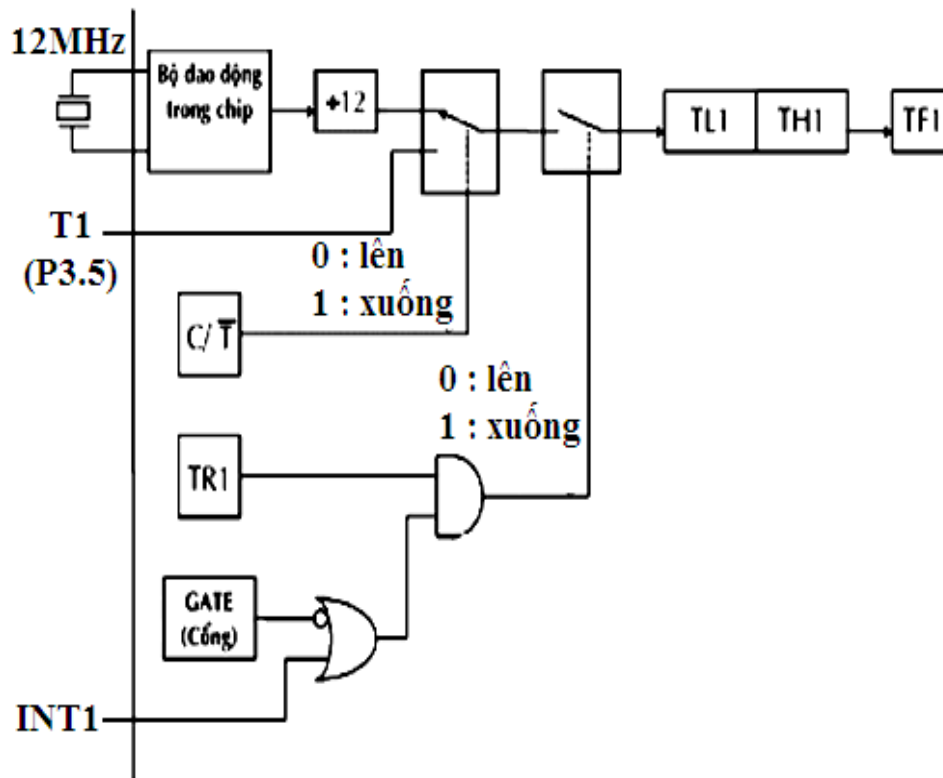 12MHz
Bộ dao động
trong chip
÷12
TL1
TH1
TF1
T1
(P3.5)
0 : lên
1 : xuống
C/T̅
0 : lên
1 : xuống
TR1
GATE
(Cổng)
INT1